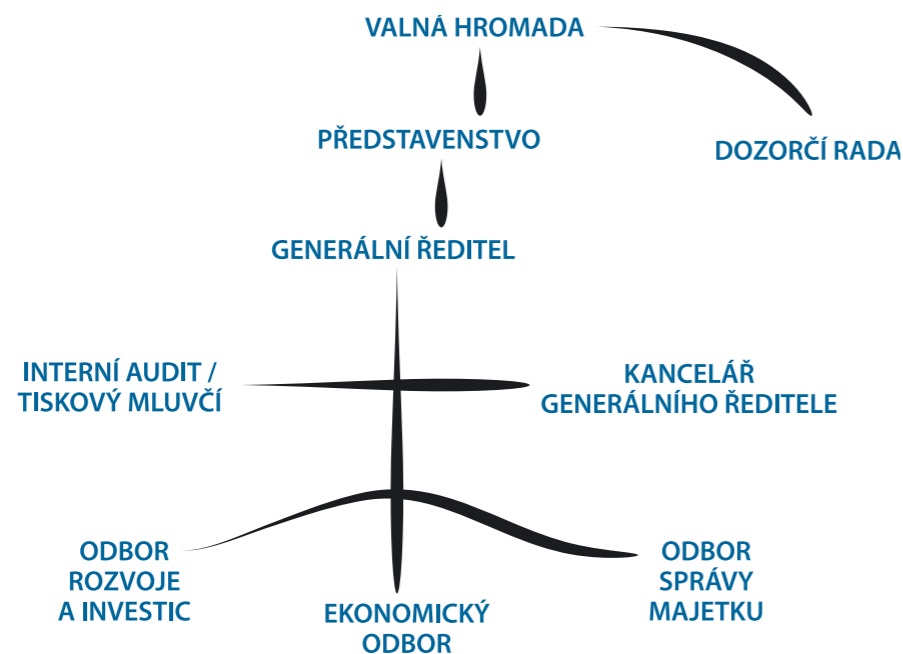 VALNÁ HROMADA
PŘEDSTAVENSTVO
DOZORČÍ RADA
GENERÁLNÍ ŘEDITEL
INTERNÍ AUDIT /
TISKOVÝ MLUVČÍ
KANCELÁŘ
GENERÁLNÍHO ŘEDITELE
ODBOR
ROZVOJE
A INVESTIC
EKONOMICKÝ
ODBOR
ODBOR
SPRÁVY
MAJETKU